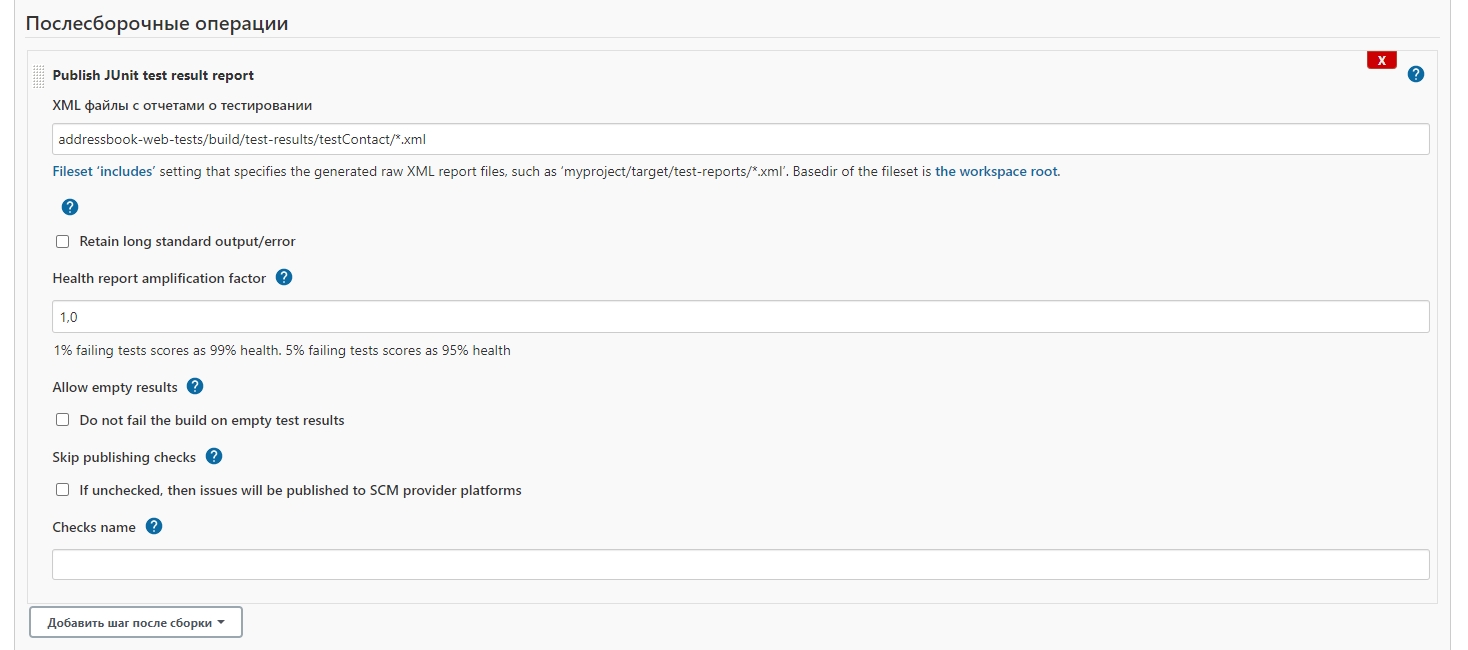 Послесборочные операции
X
Publish JUnit test result report
?
XML файлы с отчетами о тестировании
addressbook-web-tests/build/test-results/testContact/*.xml
Fileset ‘includes’ setting that specifies the generated raw XML report files, such as ‘myproject/target/test-reports/*.xml’. Basedir of the fileset is the workspace root.
?
Retain long standard output/error
Health report amplification factor ?
1,0
1% failing tests scores as 99% health. 5% failing tests scores as 95% health
Allow empty results ?
Do not fail the build on empty test results
Skip publishing checks ?
If unchecked, then issues will be published to SCM provider platforms
Checks name ?
Добавить шаг после сборки